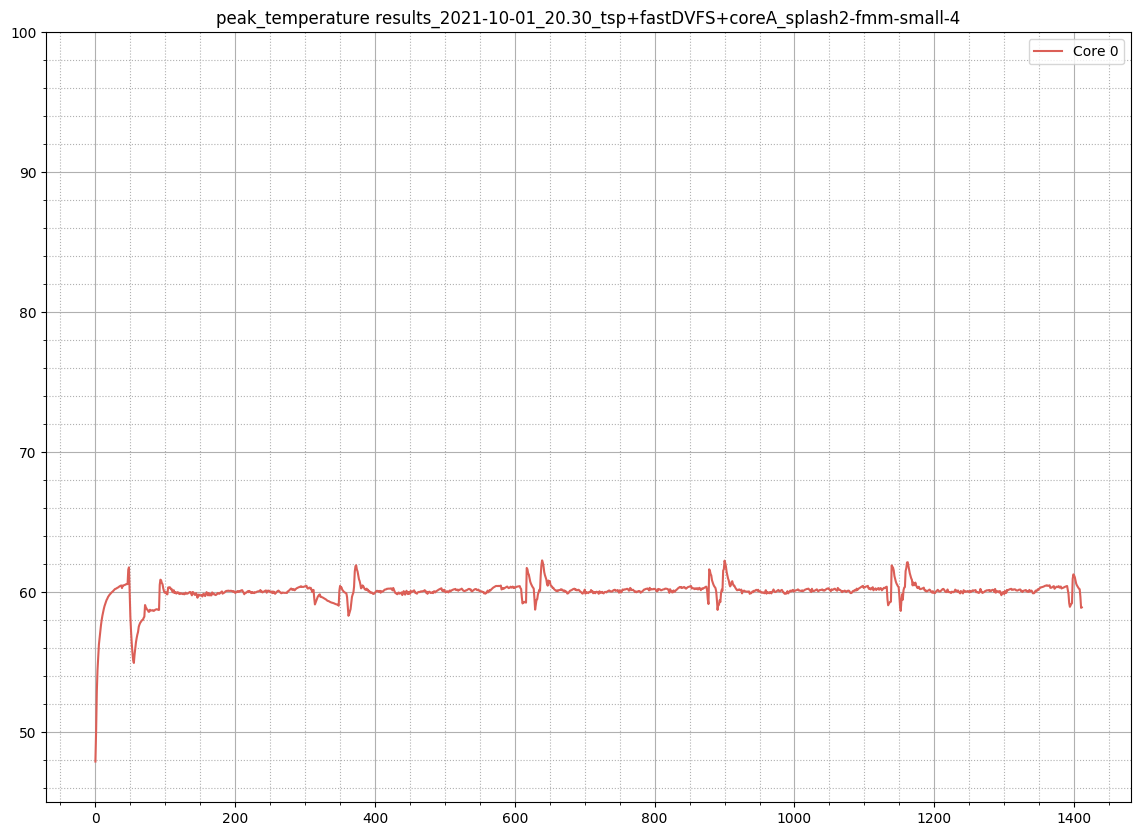 peak_temperature results_2021-10-01_20.30_tsp+fastDVFS+coreA_splash2-fmm-small-4
Core 0
100
90
80
70
60
50
0 200 400 600 800 1000 1200 1400